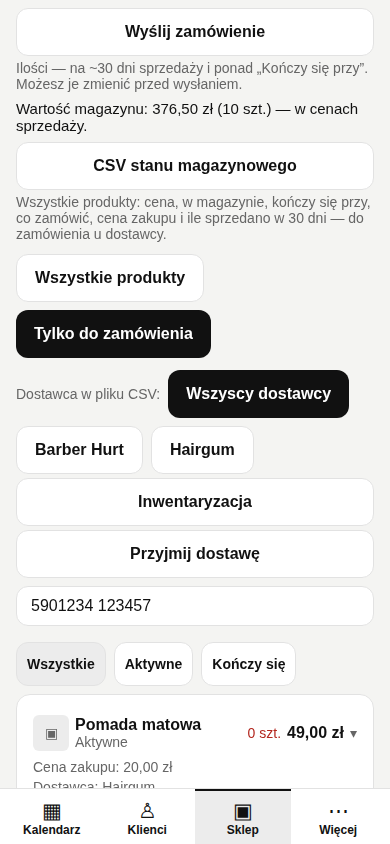 Wyślij zamówienie
Ilości — na ~30 dni sprzedaży i ponad „Kończy się przy”.
Możesz je zmienić przed wysłaniem.
Wartość magazynu: 376,50 zł (10 szt.) — w cenach
sprzedaży.
CSV stanu magazynowego
Wszystkie produkty: cena, w magazynie, kończy się przy,
co zamówić, cena zakupu i ile sprzedano w 30 dni — do
zamówienia u dostawcy.
Wszystkie produkty
Tylko do zamówienia
Dostawca w pliku CSV: Wszyscy dostawcy
Barber Hurt Hairgum
Inwentaryzacja
Przyjmij dostawę
5901234 123457
Wszystkie Aktywne Kończy się
Pomada matowa 0 szt. 49,00 zł ▾
Aktywne
Cena zakupu: 20,00 zł
Dostawca: Hairgum
Kalendarz Klienci Sklep Więcej